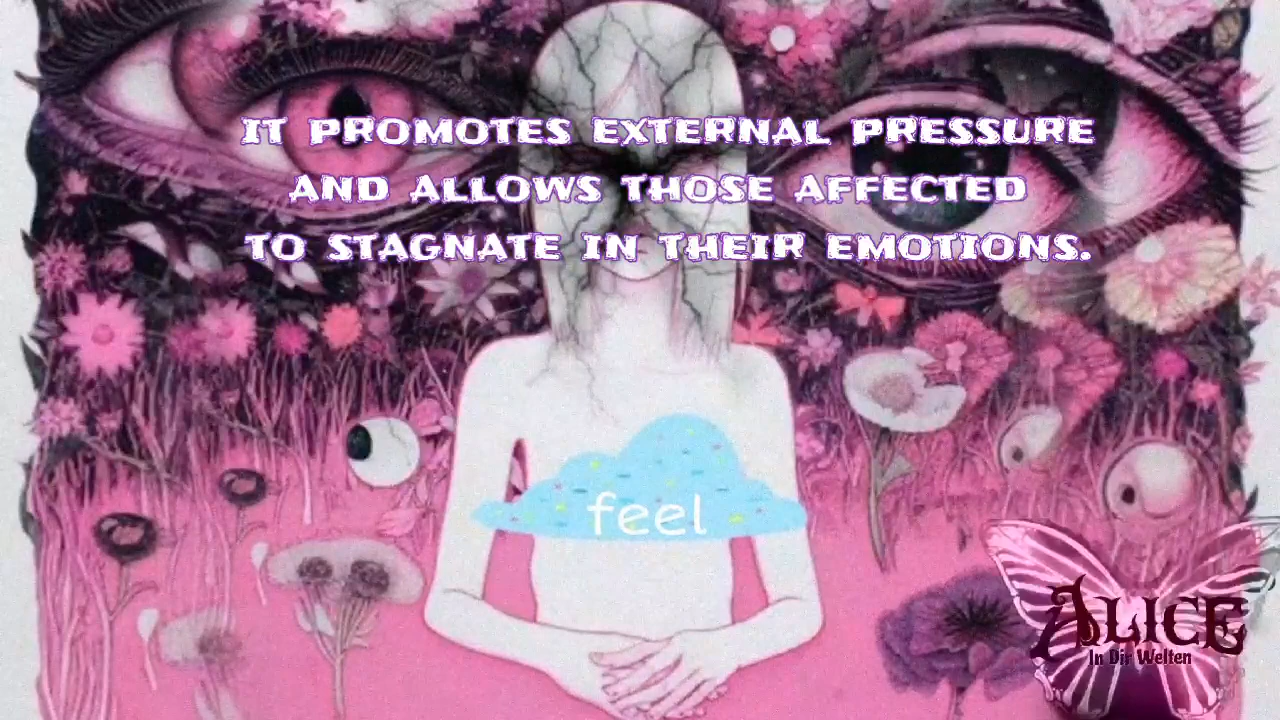 IT PROMOTES EXTERNAL PRESSURE
AND ALLOWS THOSE AFFECTED
TO STAGNATE IN THEIR EMOTIONS.
feel
ALICE
In Dir Welten